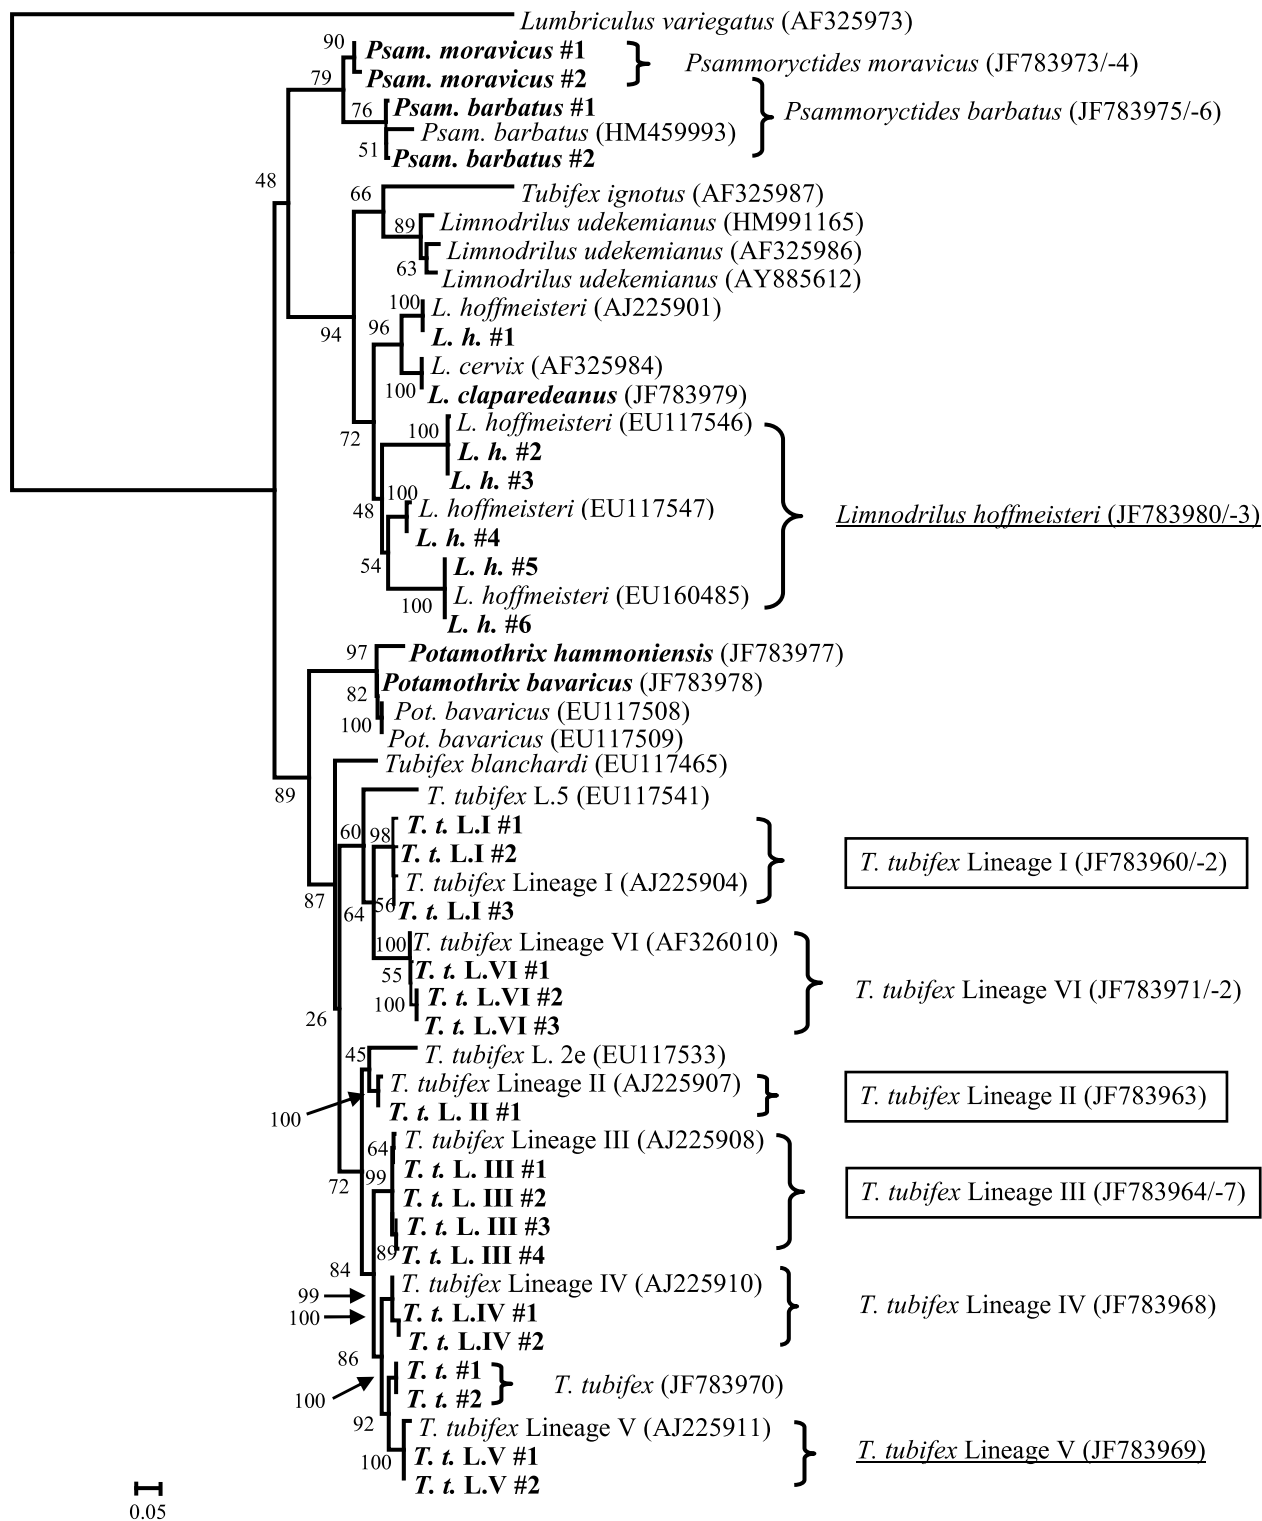 Lumbriculus variegatus (AF325973)
90
Psam. moravicus #1
Psammoryctides moravicus (JF783973/-4)
79
Psam. moravicus #2
76
Psam. barbatus #1
Psammoryctides barbatus (JF783975/-6)
Psam. barbatus (HM459993)
51
Psam. barbatus #2
48
66
Tubifex ignotus (AF325987)
89
Limnodrilus udekemianus (HM991165)
Limnodrilus udekemianus (AF325986)
63
Limnodrilus udekemianus (AY885612)
100
L. hoffmeisteri (AJ225901)
94
96
L. h. #1
L. cervix (AF325984)
100
L. claparedeanus (JF783979)
72
100
L. hoffmeisteri (EU117546)
L. h. #2
L. h. #3
100
48
L. hoffmeisteri (EU117547)
Limnodrilus hoffmeisteri (JF783980/-3)
L. h. #4
54
L. h. #5
100
L. hoffmeisteri (EU160485)
L. h. #6
97
Potamothrix hammoniensis (JF783977)
82
Potamothrix bavaricus (JF783978)
100
Pot. bavaricus (EU117508)
Pot. bavaricus (EU117509)
Tubifex blanchardi (EU117465)
89
T. tubifex L.5 (EU117541)
60
98
T. t. L.I #1
T. t. L.I #2
T. tubifex Lineage I (JF783960/-2)
T. tubifex Lineage I (AJ225904)
87
64
56
T. t. L.I #3
100
T. tubifex Lineage VI (AF326010)
55
T. t. L.VI #1
T. tubifex Lineage VI (JF783971/-2)
100
T. t. L.VI #2
26
T. t. L.VI #3
45
T. tubifex L. 2e (EU117533)
T. tubifex Lineage II (AJ225907)
T. tubifex Lineage II (JF783963)
100
T. t. L. II #1
64
T. tubifex Lineage III (AJ225908)
72
99
T. t. L. III #1
T. t. L. III #2
T. tubifex Lineage III (JF783964/-7)
T. t. L. III #3
89
T. t. L. III #4
84
T. tubifex Lineage IV (AJ225910)
99
100
T. t. L.IV #1
T. tubifex Lineage IV (JF783968)
T. t. L.IV #2
86
T. t. #1
T. tubifex (JF783970)
100
T. t. #2
92
T. tubifex Lineage V (AJ225911)
100
T. t. L.V #1
T. tubifex Lineage V (JF783969)
T. t. L.V #2
0.05